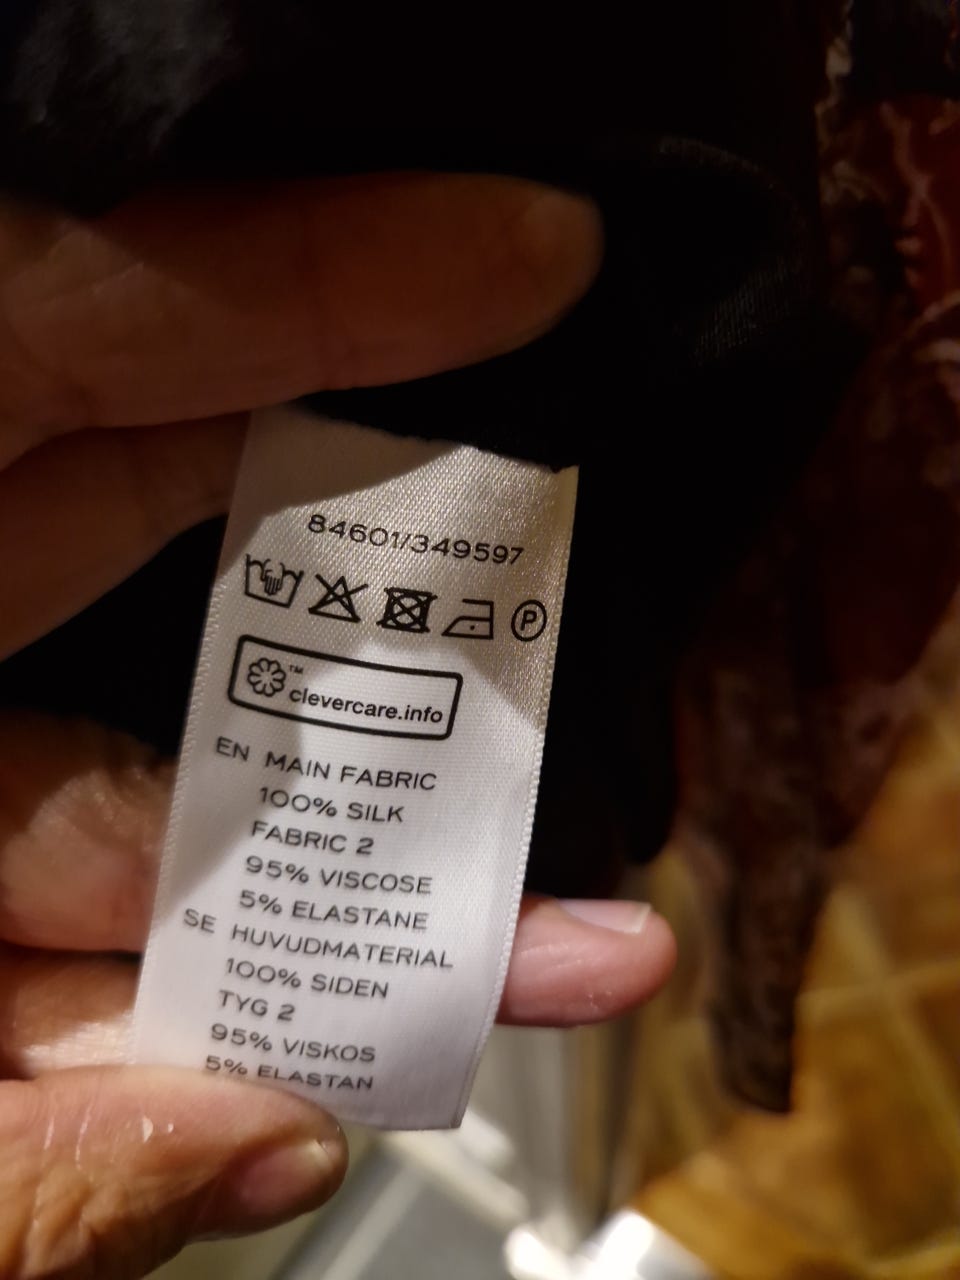 84601/349597
P
™
clevercare.info
EN MAIN FABRIC
100% SILK
FABRIC 2
95% VISCOSE
5% ELASTANE
SE HUVUDMATERIAL
100% SIDEN
TYG 2
95% VISKOS
5% ELASTAN